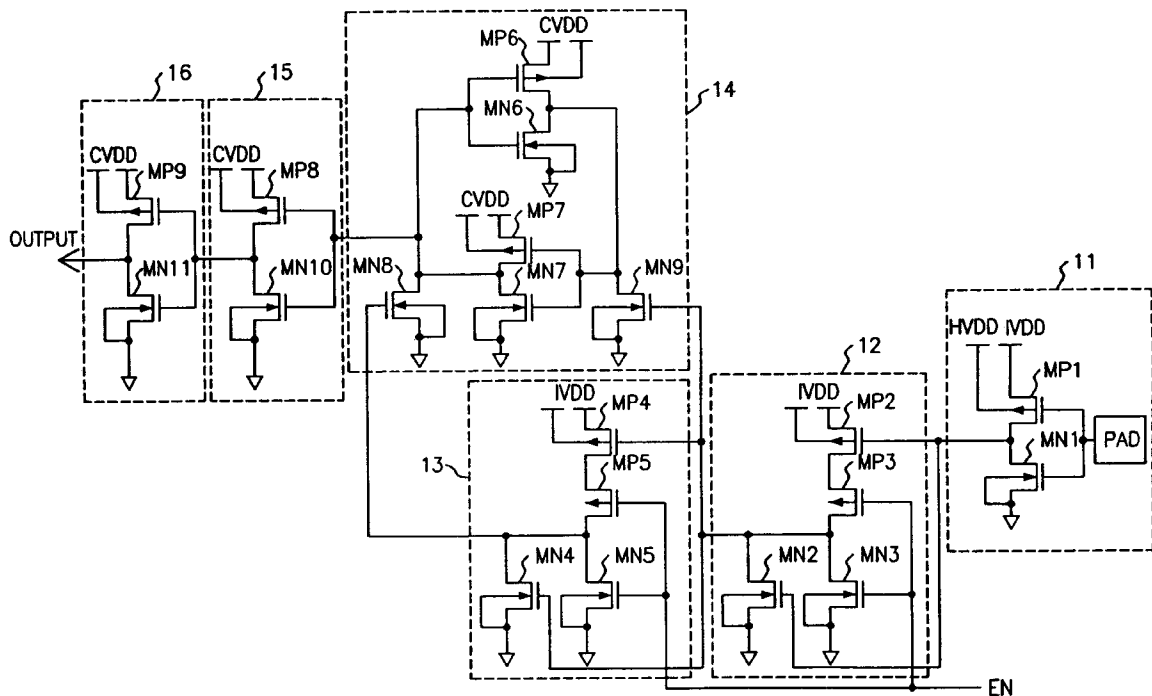 MP6
CVDD
14
MN6
16
15
CVDD
MP9
CVDD
MP8
CVDD
MP7
OUTPUT
MN11
MN10
MN8
MN7
MN9
11
HVDD
IVDD
MP1
MN1
PAD
12
IVDD
MP4
IVDD
MP2
13
MP5
MP3
MN4
MN5
MN2
MN3
EN